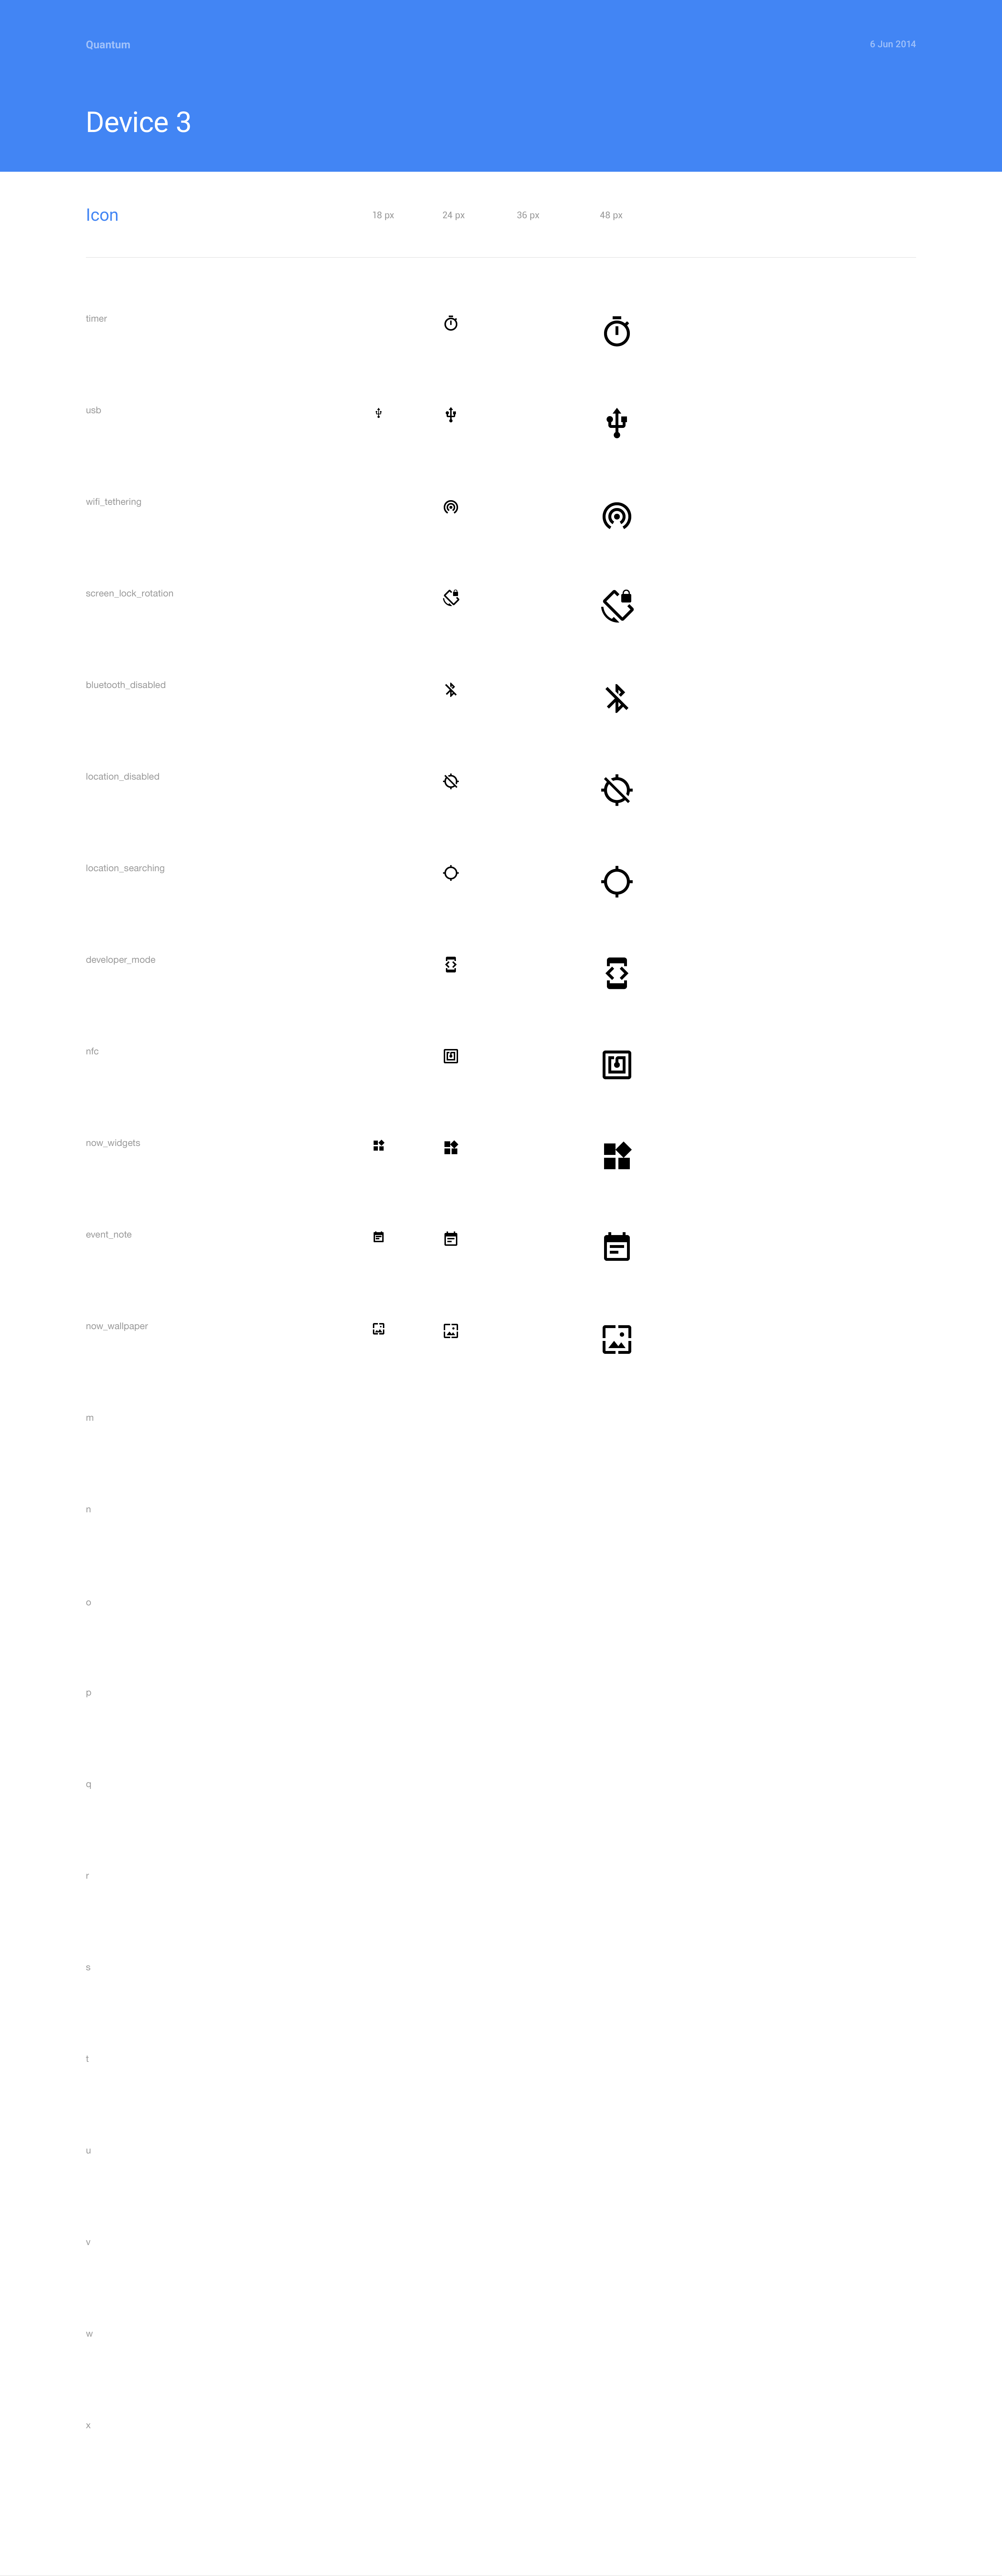 Quantum 6 Jun 2014
Device 3
Icon 18 px 24 px 36 px 48 px
timer
usb
wifi_tethering
screen_lock_rotation
bluetooth_disabled
location_disabled
location_searching
developer_mode
nfc
now_widgets
event_note
now_wallpaper
m
n
o
p
q
r
s
t
u
v
w
x